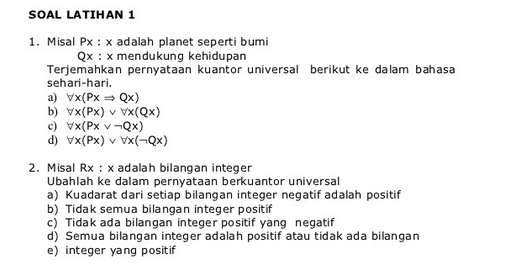 SOAL LATIHAN 1
1. Misal Px : x adalah planet seperti bumi
Qx : x mendukung kehidupan
Terjemahkan pernyataan kuantor universal berikut ke dalam bahasa
sehari-hari.
a) ∀x(Px ⇒ Qx)
b) ∀x(Px) ∨ ∀x(Qx)
c) ∀x(Px ∨ ¬Qx)
d) ∀x(Px) ∨ ∀x(¬Qx)
2. Misal Rx : x adalah bilangan integer
Ubahlah ke dalam pernyataan berkuantor universal
a) Kuadarat dari setiap bilangan integer negatif adalah positif
b) Tidak semua bilangan integer positif
c) Tidak ada bilangan integer positif yang negatif
d) Semua bilangan integer adalah positif atau tidak ada bilangan
e) integer yang positif